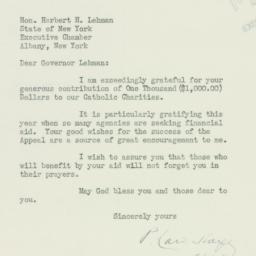 Hon. Herbert H. Lehman
State of New York
Executive Chamber
Albany, New York
Dear Governor Lehman:
I am exceedingly grateful for your
generous contribution of One Thousand ($1,000.00)
Dollars to our Catholic Charities.
It is particularly gratifying this
year when so many agencies are seeking financial
aid. Your good wishes for the success of the
Appeal are a source of great encouragement to me.
I wish to assure you that those who
will benefit by your aid will not forget you in
their prayers.
May God bless you and those dear to
you.
Sincerely yours